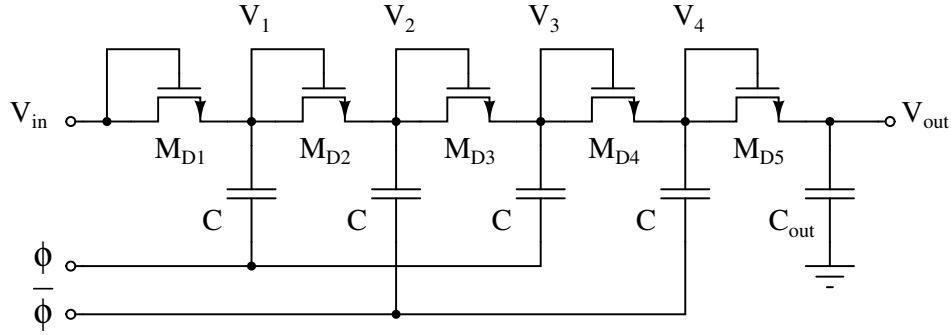 V1 V2 V3 V4
Vin Vout
MD1 MD2 MD3 MD4 MD5
C C C C Cout
ϕ
ϕ̅